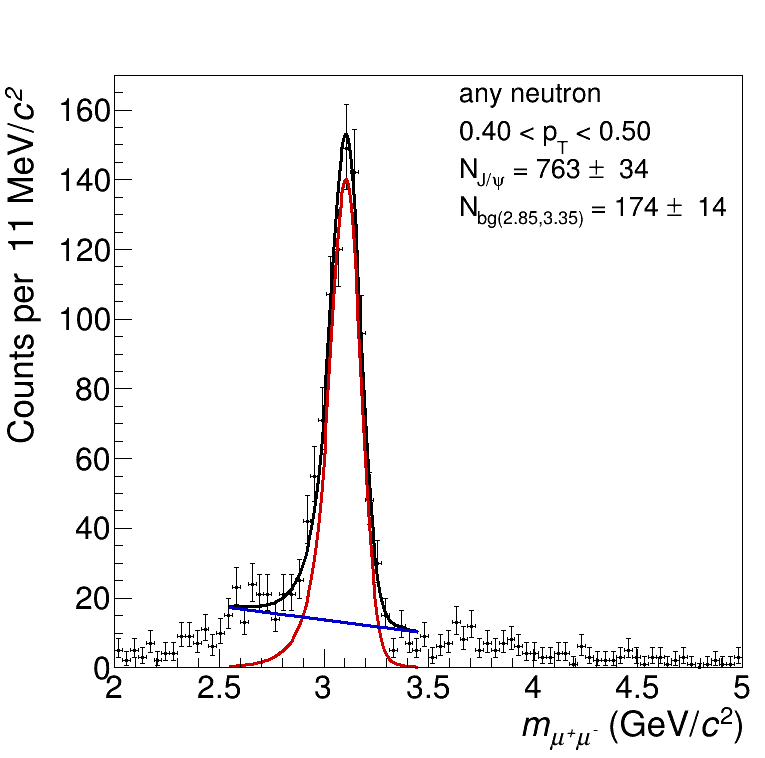 any neutron
0.40 < p_T < 0.50
N_J/ψ = 763 ± 34
N_bg(2.85,3.35) = 174 ± 14
Counts per 11 MeV/c²
160
140
120
100
80
60
40
20
0
2 2.5 3 3.5 4 4.5 5
m_μ⁺μ⁻ (GeV/c²)